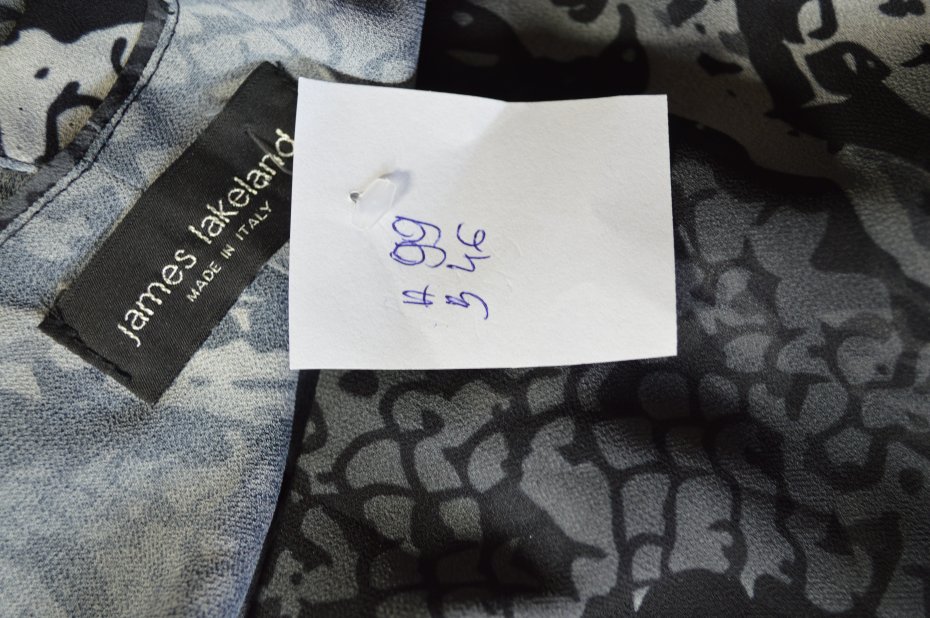 james lakeland
MADE IN ITALY
# 99
46